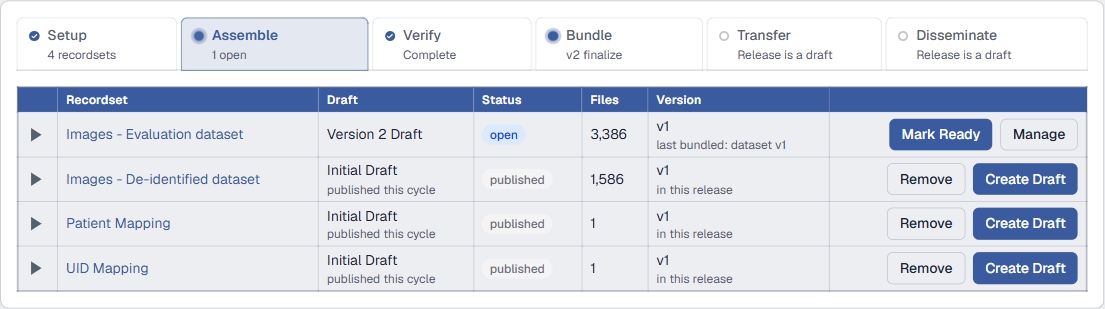 Setup
4 recordsets
Assemble
1 open
Verify
Complete
Bundle
v2 finalize
Transfer
Release is a draft
Disseminate
Release is a draft
Recordset Draft Status Files Version
Images - Evaluation dataset Version 2 Draft open 3,386 v1 Mark Ready Manage
last bundled: dataset v1
Images - De-identified dataset Initial Draft published 1,586 v1 Remove Create Draft
published this cycle in this release
Patient Mapping Initial Draft published 1 v1 Remove Create Draft
published this cycle in this release
UID Mapping Initial Draft published 1 v1 Remove Create Draft
published this cycle in this release